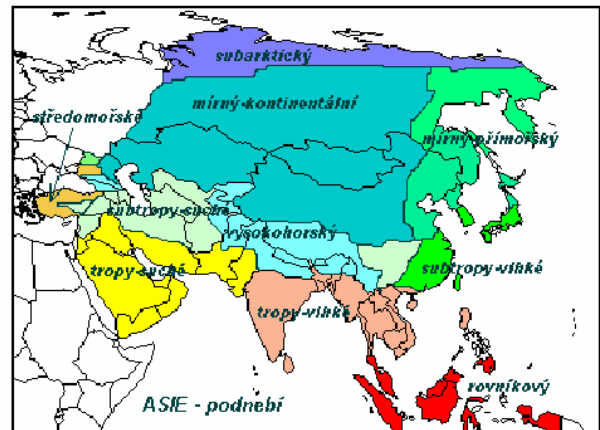 subarktický
mírný-kontinentální
středomořské
mírný-přímořský
subtropy-suché
vysokohorský
tropy-suché
subtropy-vlhké
tropy-vlhké
rovníkový
ASIE - podnebí